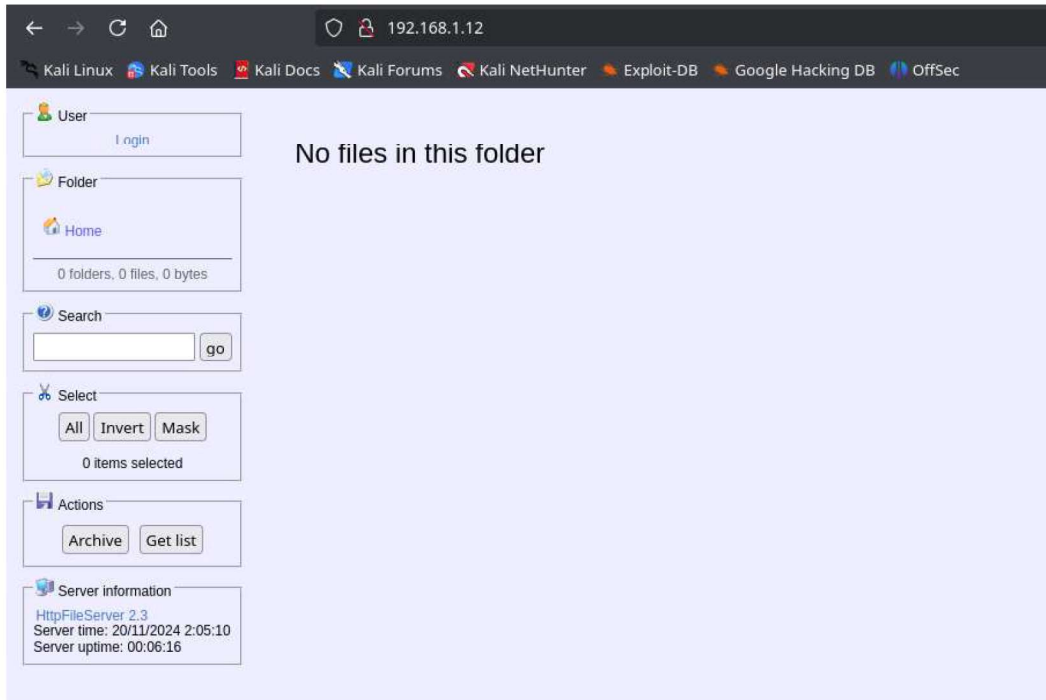 192.168.1.12
Kali Linux Kali Tools Kali Docs Kali Forums Kali NetHunter Exploit-DB Google Hacking DB OffSec
User
Login
No files in this folder
Folder
Home
0 folders, 0 files, 0 bytes
Search
go
Select
All Invert Mask
0 items selected
Actions
Archive Get list
Server information
HttpFileServer 2.3
Server time: 20/11/2024 2:05:10
Server uptime: 00:06:16